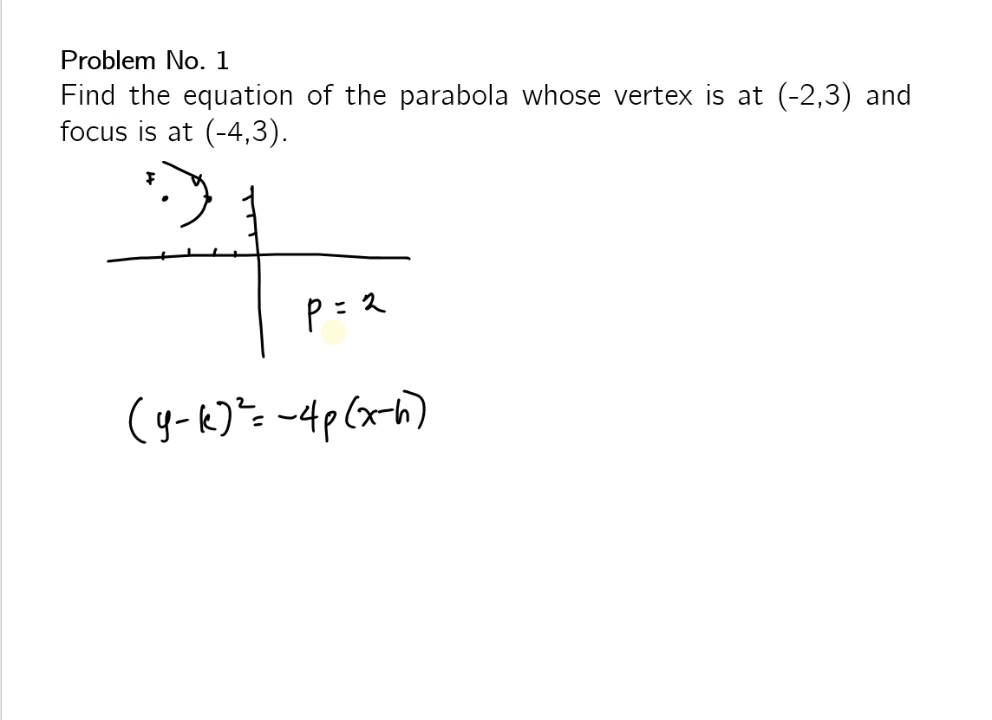 Problem No. 1
Find the equation of the parabola whose vertex is at (-2,3) and
focus is at (-4,3).
F V
p = 2
(y-k)²= -4p(x-h)